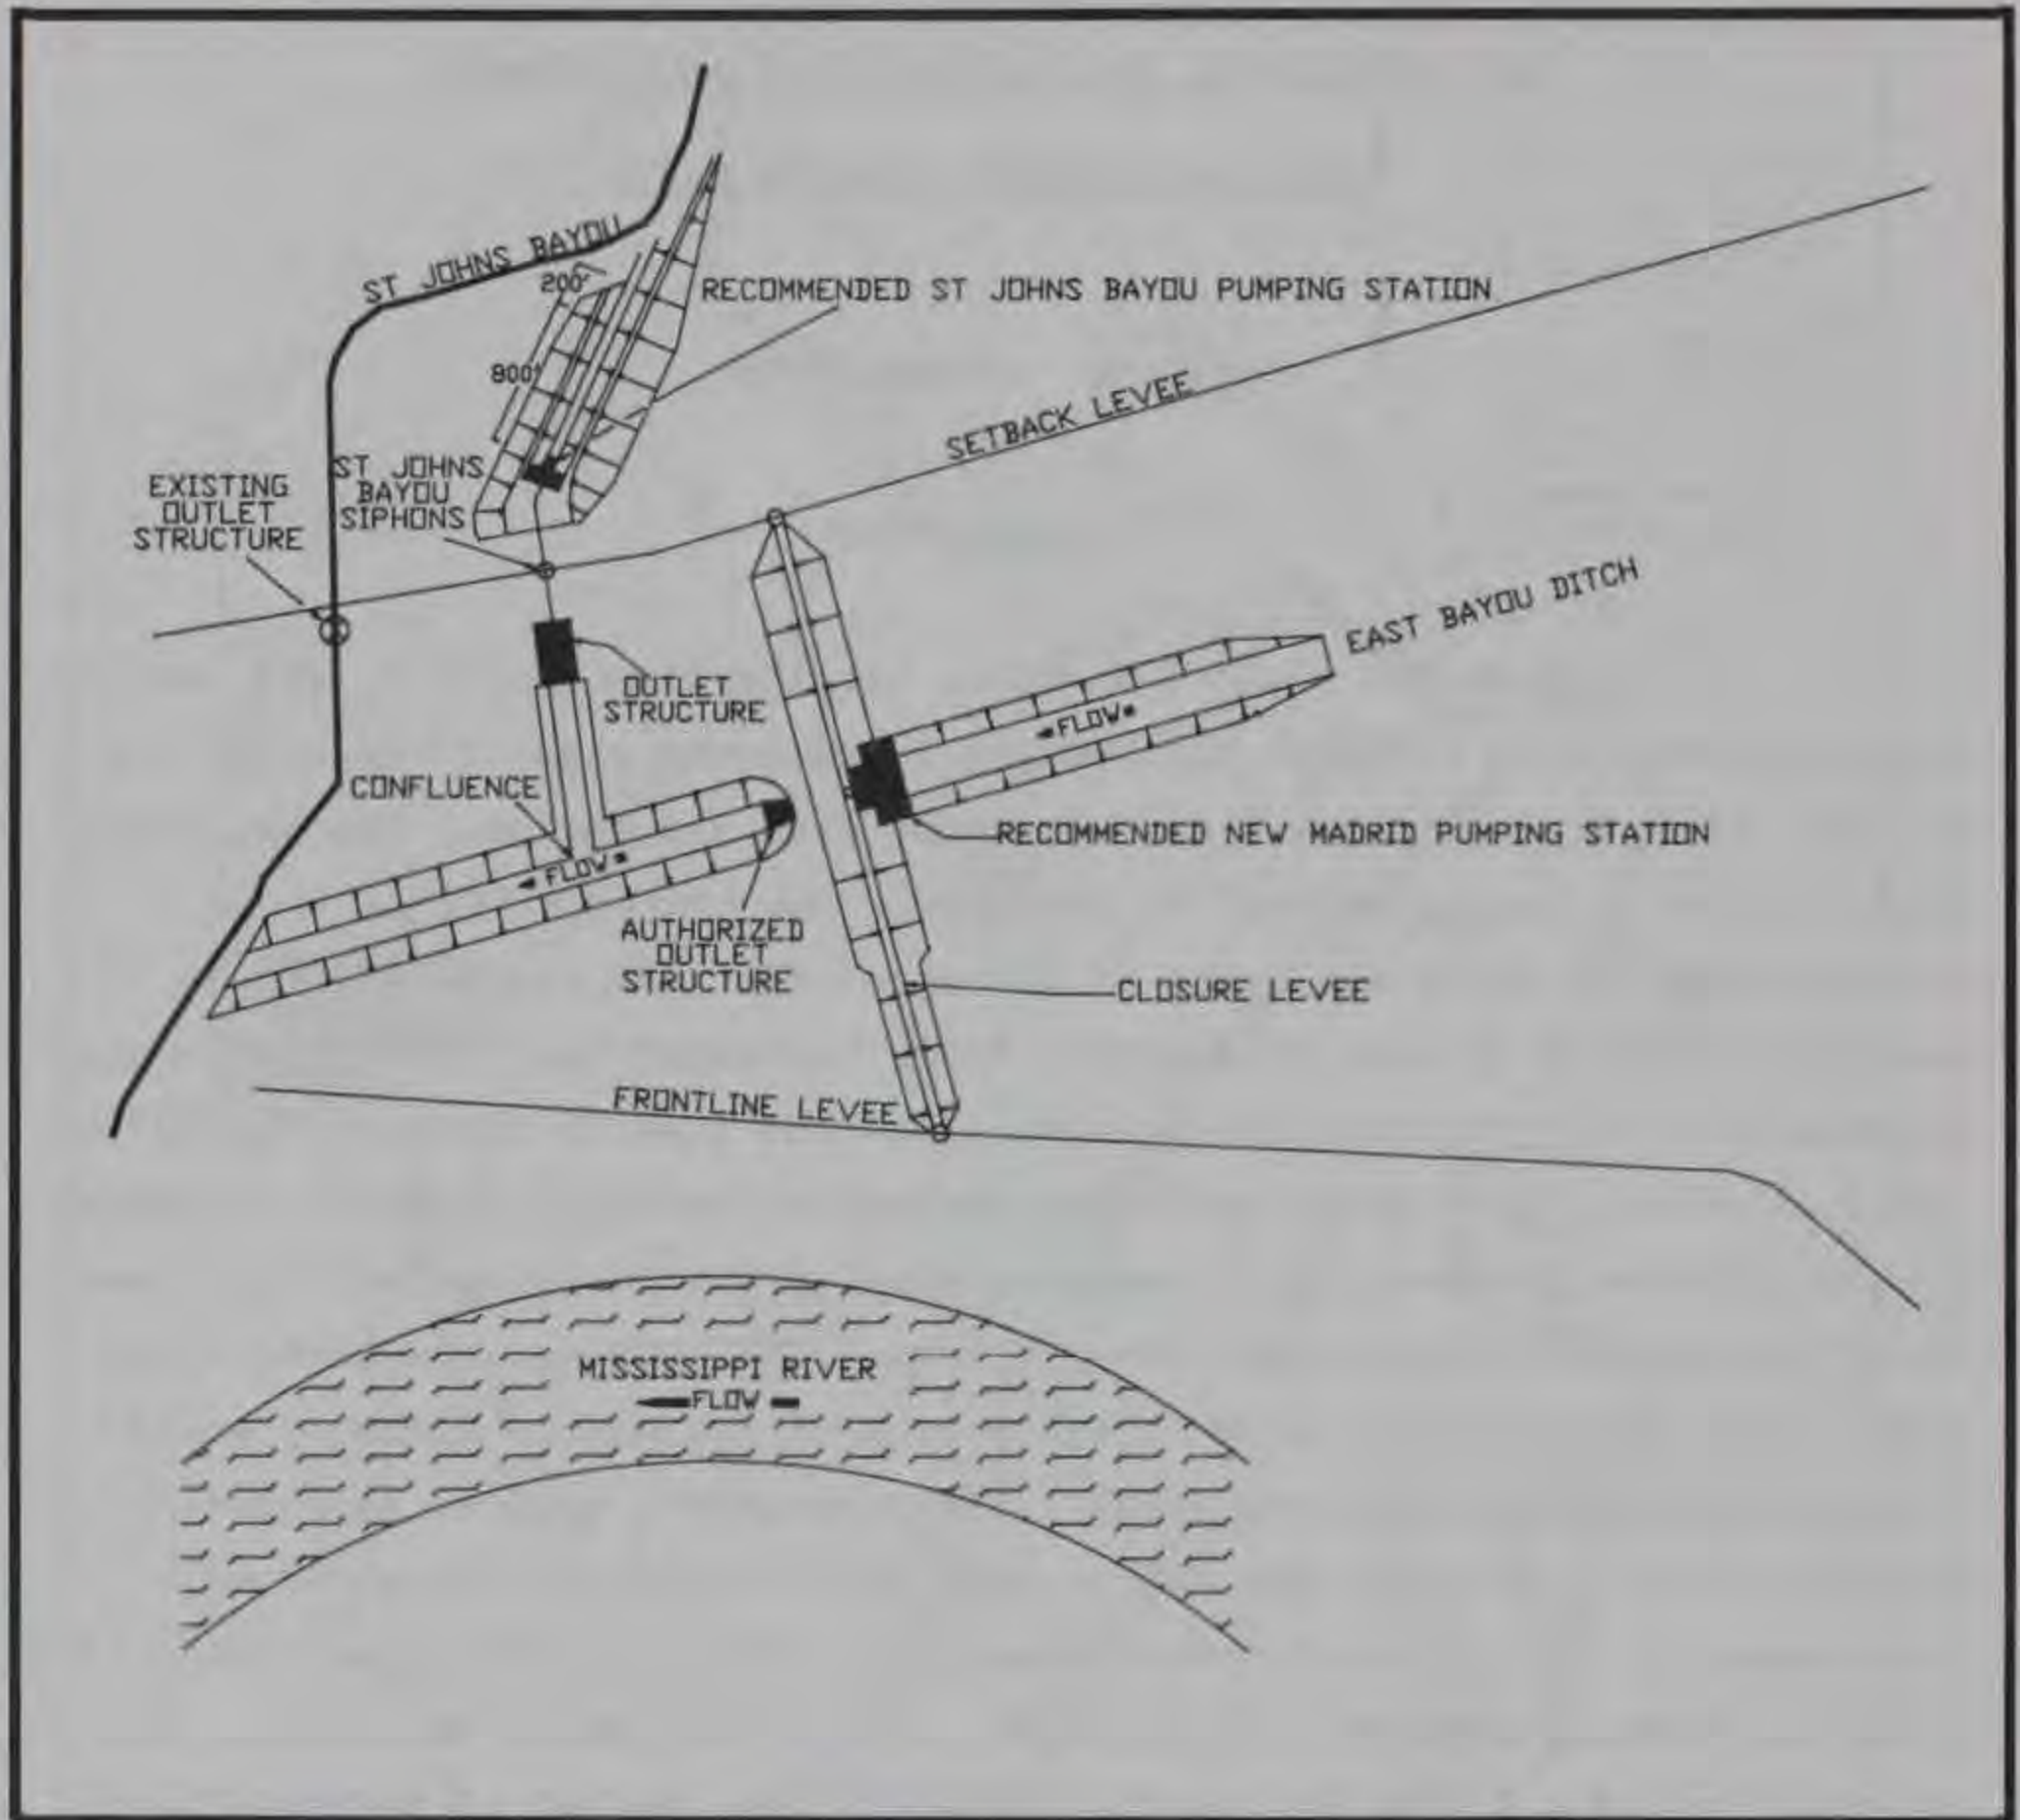 ST JOHNS BAYOU
200'
RECOMMENDED ST JOHNS BAYOU PUMPING STATION
800'
SETBACK LEVEE
ST JOHNS
BAYOU
SIPHONS
EXISTING
OUTLET
STRUCTURE
EAST BAYOU DITCH
OUTLET
STRUCTURE
FLOW
CONFLUENCE
RECOMMENDED NEW MADRID PUMPING STATION
FLOW
AUTHORIZED
OUTLET
STRUCTURE
CLOSURE LEVEE
FRONTLINE LEVEE
MISSISSIPPI RIVER
FLOW